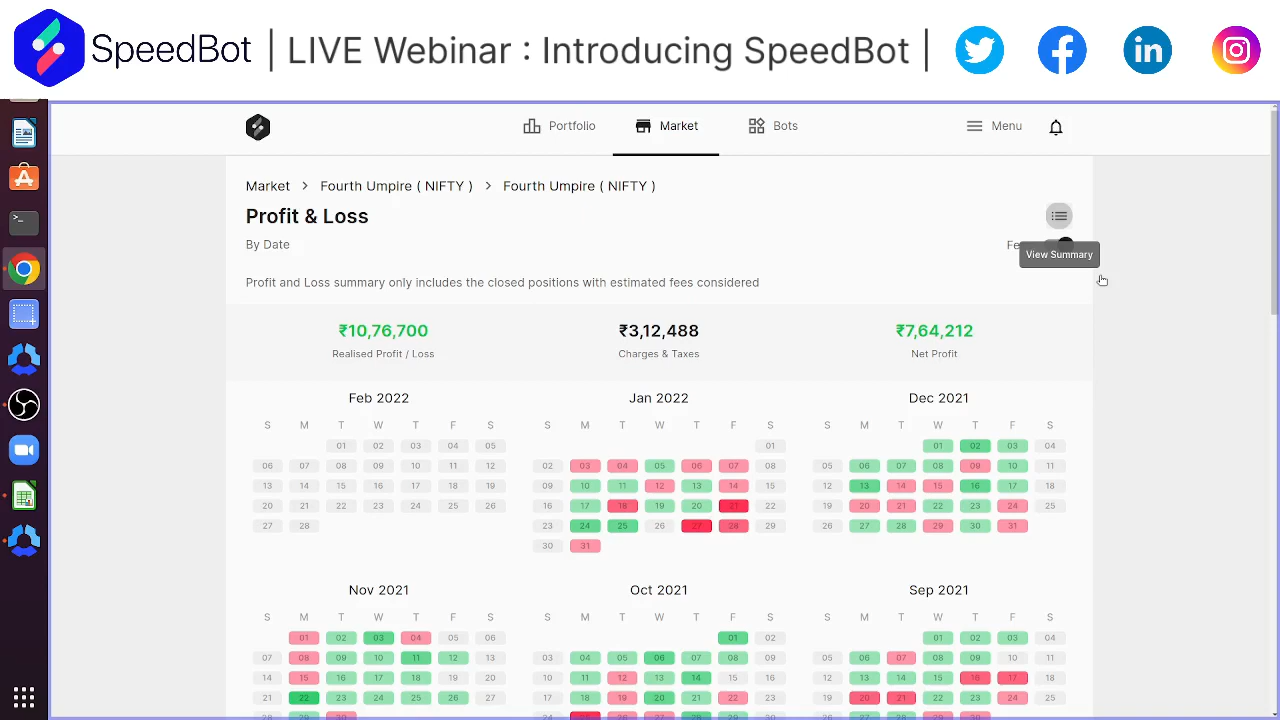 SpeedBot | LIVE Webinar : Introducing SpeedBot |
Portfolio Market Bots Menu
Market > Fourth Umpire ( NIFTY ) > Fourth Umpire ( NIFTY )
Profit & Loss
By Date Fe
View Summary
Profit and Loss summary only includes the closed positions with estimated fees considered
₹10,76,700 ₹3,12,488 ₹7,64,212
Realised Profit / Loss Charges & Taxes Net Profit
Feb 2022 Jan 2022 Dec 2021
S M T W T F S S M T W T F S S M T W T F S
01 02 03 04 05 01 01 02 03 04
06 07 08 09 10 11 12 02 03 04 05 06 07 08 05 06 07 08 09 10 11
13 14 15 16 17 18 19 09 10 11 12 13 14 15 12 13 14 15 16 17 18
20 21 22 23 24 25 26 16 17 18 19 20 21 22 19 20 21 22 23 24 25
27 28 23 24 25 26 27 28 29 26 27 28 29 30 31
30 31
Nov 2021 Oct 2021 Sep 2021
S M T W T F S S M T W T F S S M T W T F S
01 02 03 04 05 06 01 02 01 02 03 04
07 08 09 10 11 12 13 03 04 05 06 07 08 09 05 06 07 08 09 10 11
14 15 16 17 18 19 20 10 11 12 13 14 15 16 12 13 14 15 16 17 18
21 22 23 24 25 26 27 17 18 19 20 21 22 23 19 20 21 22 23 24 25